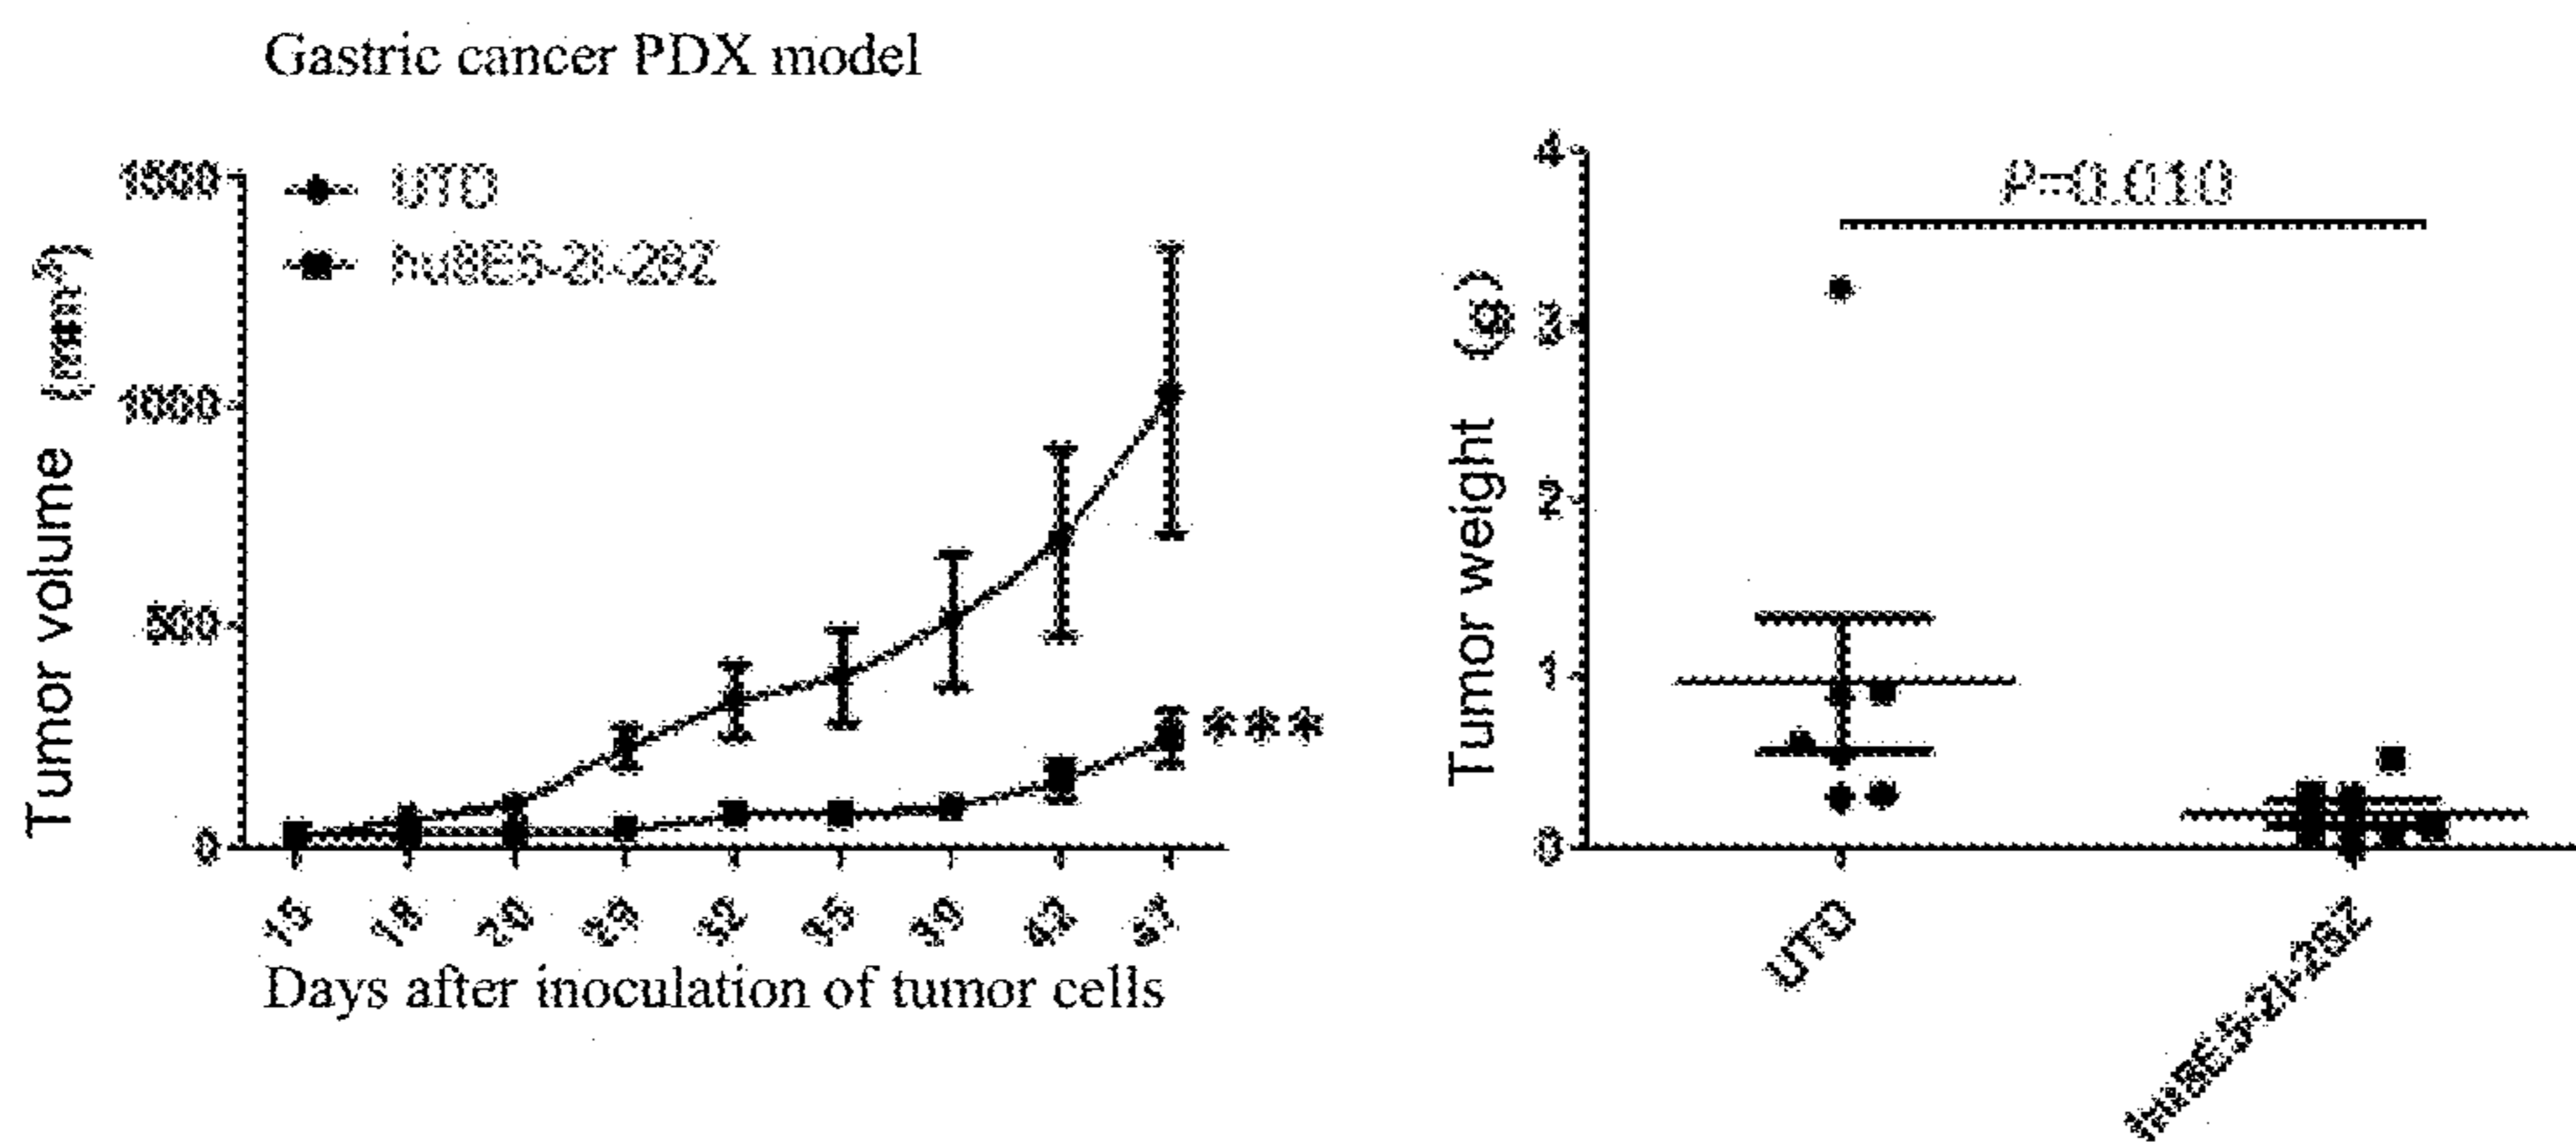 Gastric cancer PDX model
Tumor volume (mm³)
1500
1000
500
0
UTD
hu8E5-2I-28Z
***
15 18 20 29 32 35 39 43 47
Days after inoculation of tumor cells
Tumor weight (g)
4
3
2
1
0
P=0.010
UTD
hu8E5-2I-28Z